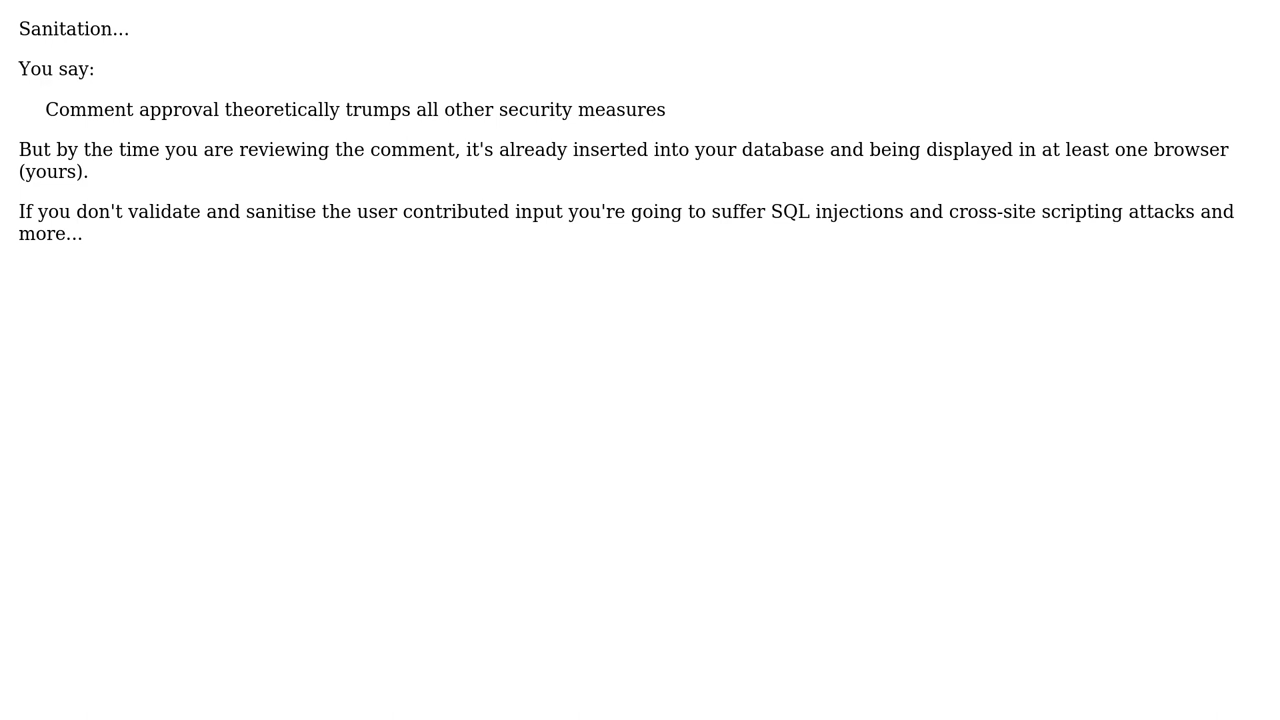 Sanitation...
You say:
Comment approval theoretically trumps all other security measures
But by the time you are reviewing the comment, it's already inserted into your database and being displayed in at least one browser
(yours).
If you don't validate and sanitise the user contributed input you're going to suffer SQL injections and cross-site scripting attacks and
more...